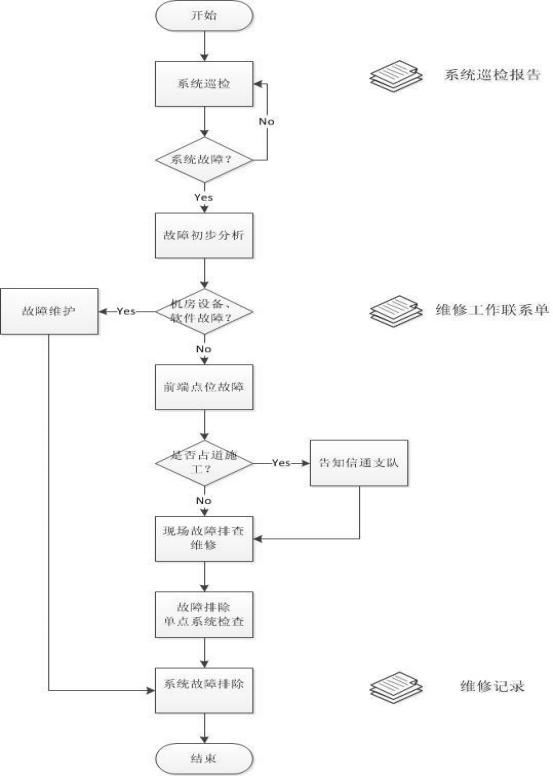 开始
系统巡检
系统巡检报告
No
系统故障？
Yes
故障初步分析
故障维护
Yes
机房设备、
软件故障？
维修工作联系单
No
前端点位故障
是否占道施
工？
Yes
告知信通支队
No
现场故障排查
维修
故障排除
单点系统检查
系统故障排除
维修记录
结束